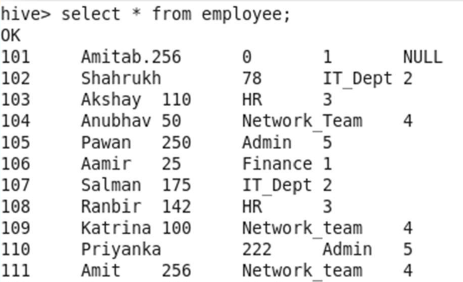 hive> select * from employee;
OK
101 Amitab.256 0 1 NULL
102 Shahrukh 78 IT_Dept 2
103 Akshay 110 HR 3
104 Anubhav 50 Network_Team 4
105 Pawan 250 Admin 5
106 Aamir 25 Finance 1
107 Salman 175 IT_Dept 2
108 Ranbir 142 HR 3
109 Katrina 100 Network_team 4
110 Priyanka 222 Admin 5
111 Amit 256 Network_team 4